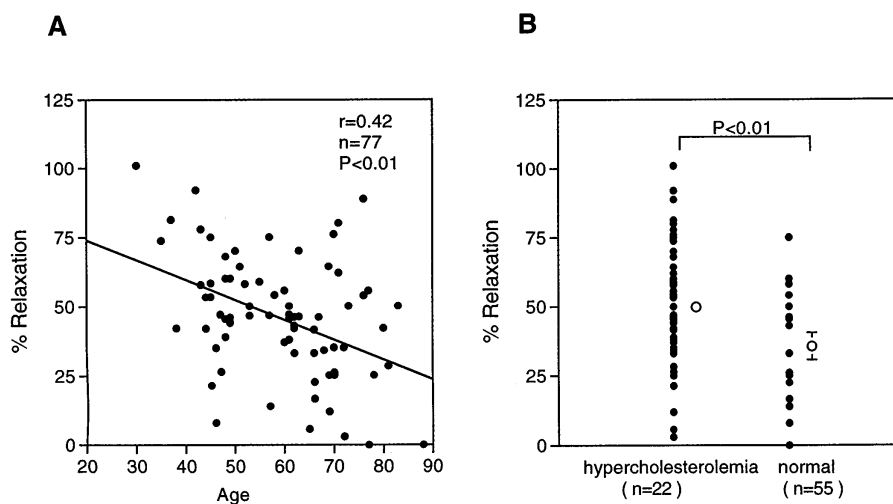 A
125
100
75
50
25
0
% Relaxation
r=0.42
n=77
P<0.01
20 30 40 50 60 70 80 90
Age
B
125
100
75
50
25
0
% Relaxation
P<0.01
hypercholesterolemia normal
( n=22 ) ( n=55 )